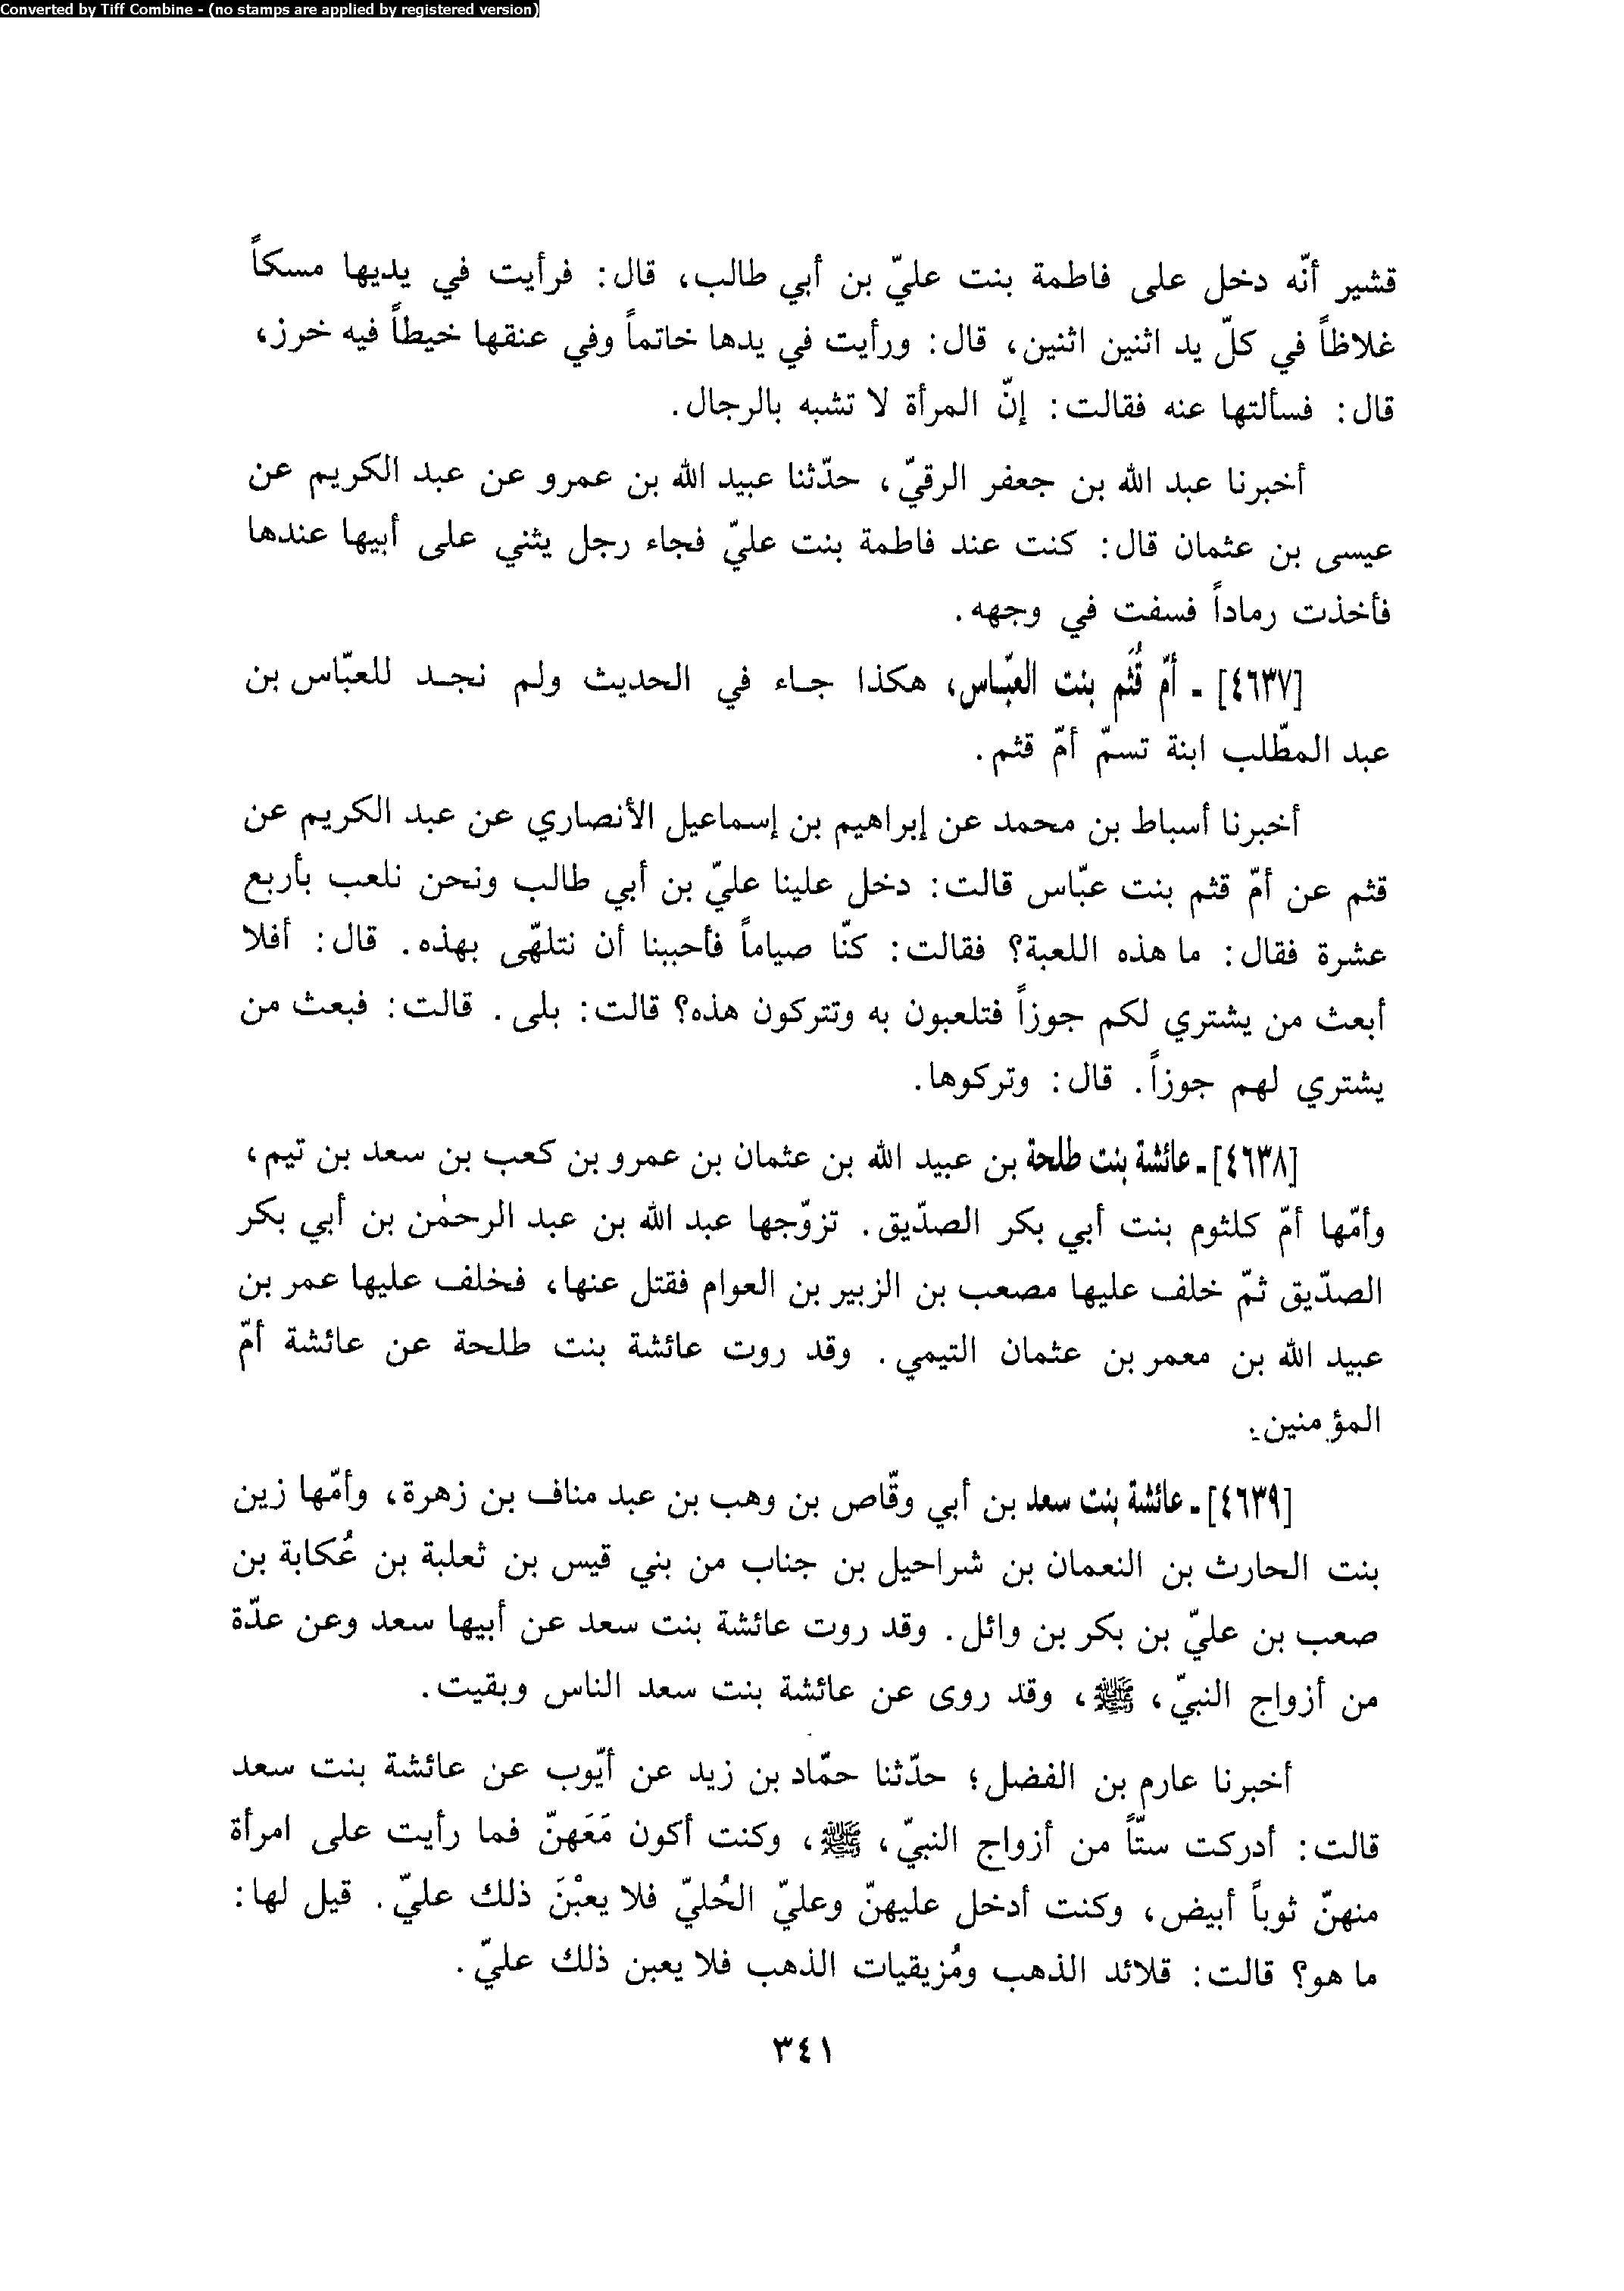 Converted by Tiff Combine - (no stamps are applied by registered version)
قشير أنّه دخل على فاطمة بنت عليّ بن أبي طالب، قال: فرأيت في يديها مسكاً
غلاظاً في كلّ يد اثنين اثنين، قال: ورأيت في يدها خاتماً وفي عنقها خيطاً فيه خرز،
قال: فسألتها عنه فقالت: إنّ المرأة لا تشبه بالرجال.
أخبرنا عبد الله بن جعفر الرقيّ، حدّثنا عبيد الله بن عمرو عن عبد الكريم عن
عيسى بن عثمان قال: كنت عند فاطمة بنت عليّ فجاء رجل يثني على أبيها عندها
فأخذت رماداً فسفت في وجهه.
[٤٦٣٧] ـ أمّ قُثَم بنت العبّاس، هكذا جاء في الحديث ولم نجد للعبّاس بن
عبد المطّلب ابنة تسمّ أمّ قثم.
أخبرنا أسباط بن محمد عن إبراهيم بن إسماعيل الأنصاري عن عبد الكريم عن
قثم عن أمّ قثم بنت عبّاس قالت: دخل علينا عليّ بن أبي طالب ونحن نلعب بأربع
عشرة فقال: ما هذه اللعبة؟ فقالت: كنّا صياماً فأحببنا أن نتلهّى بهذه. قال: أفلا
أبعث من يشتري لكم جوزاً فتلعبون به وتتركون هذه؟ قالت: بلى. قالت: فبعث من
يشتري لهم جوزاً. قال: وتركوها.
[٤٦٣٨] ـ عائشة بنت طلحة بن عبيد الله بن عثمان بن عمرو بن كعب بن سعد بن تيم،
وأمّها أمّ كلثوم بنت أبي بكر الصدّيق. تزوّجها عبد الله بن عبد الرحمٰن بن أبي بكر
الصدّيق ثمّ خلف عليها مصعب بن الزبير بن العوام فقتل عنها، فخلف عليها عمر بن
عبيد الله بن معمر بن عثمان التيمي. وقد روت عائشة بنت طلحة عن عائشة أمّ
المؤمنين.
[٤٦٣٩] ـ عائشة بنت سعد بن أبي وقّاص بن وهب بن عبد مناف بن زهرة، وأمّها زين
بنت الحارث بن النعمان بن شراحيل بن جناب من بني قيس بن ثعلبة بن عُكابة بن
صعب بن عليّ بن بكر بن وائل. وقد روت عائشة بنت سعد عن أبيها سعد وعن عدّة
من أزواج النبيّ، ﷺ، وقد روى عن عائشة بنت سعد الناس وبقيت.
أخبرنا عارم بن الفضل؛ حدّثنا حمّاد بن زيد عن أيّوب عن عائشة بنت سعد
قالت: أدركت ستّاً من أزواج النبيّ، ﷺ، وكنت أكون مَعَهنّ فما رأيت على امرأة
منهنّ ثوباً أبيض، وكنت أدخل عليهنّ وعليّ الحُليّ فلا يعبْنَ ذلك عليّ. قيل لها:
ما هو؟ قالت: قلائد الذهب ومُزيقيات الذهب فلا يعبن ذلك عليّ.
٣٤١